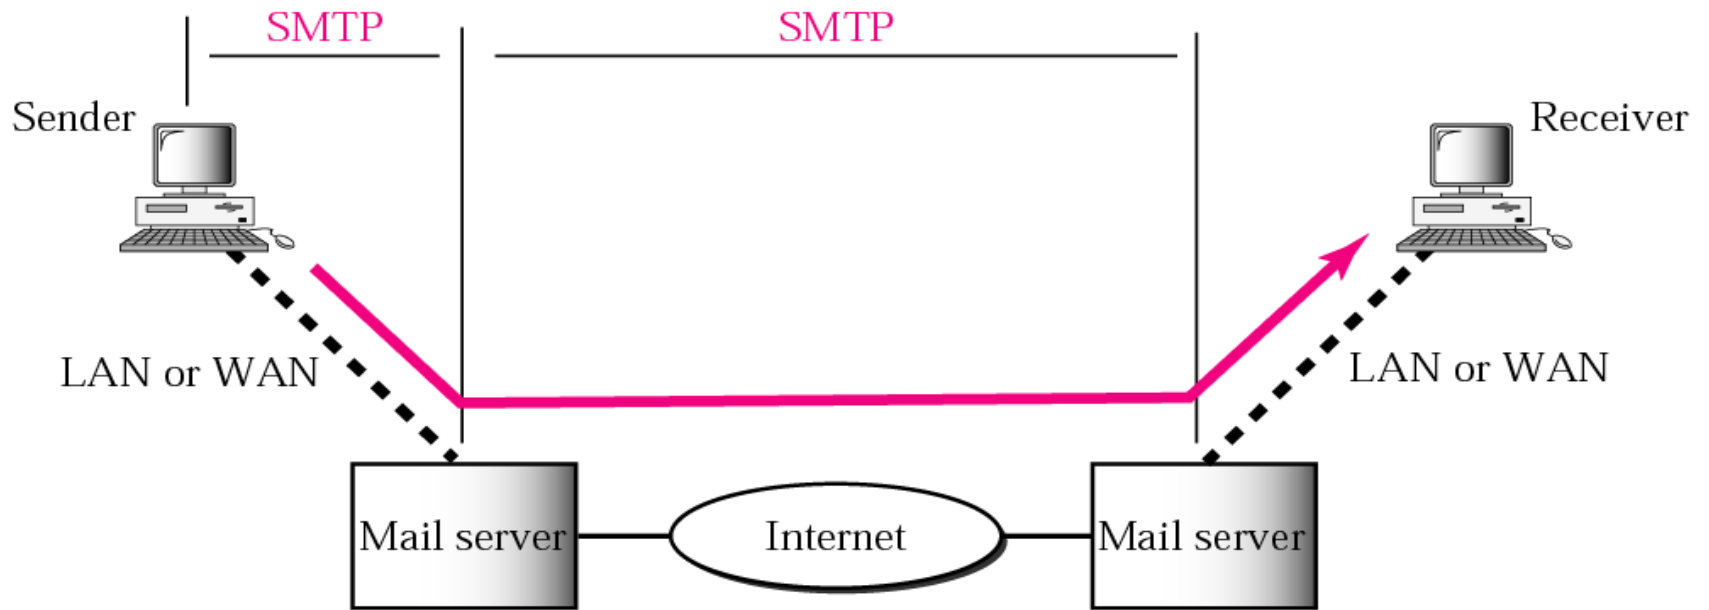 SMTP
SMTP
Sender
Receiver
LAN or WAN
LAN or WAN
Mail server
Internet
Mail server